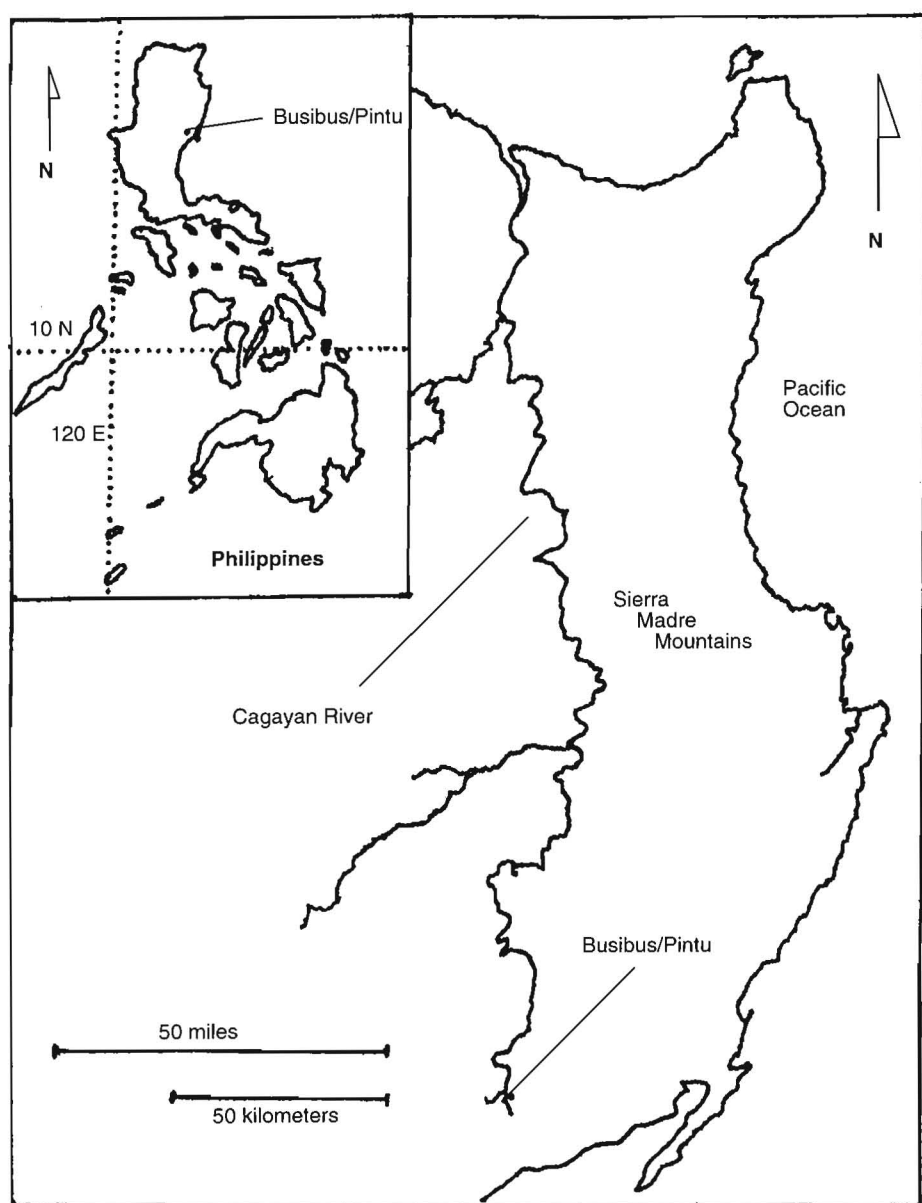 N
Busibus/Pintu
10 N
120 E
Philippines
N
Pacific
Ocean
Sierra
Madre
Mountains
Cagayan River
Busibus/Pintu
50 miles
50 kilometers